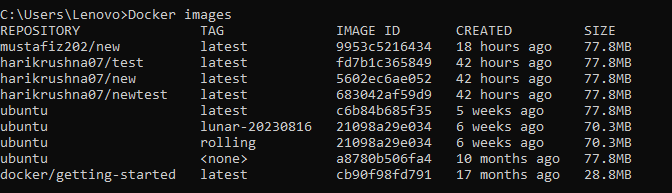 C:\Users\Lenovo>Docker images
REPOSITORY TAG IMAGE ID CREATED SIZE
mustafiz202/new latest 9953c5216434 18 hours ago 77.8MB
harikrushna07/test latest fd7b1c365849 42 hours ago 77.8MB
harikrushna07/new latest 5602ec6ae052 42 hours ago 77.8MB
harikrushna07/newtest latest 683042af59d9 42 hours ago 77.8MB
ubuntu latest c6b84b685f35 5 weeks ago 77.8MB
ubuntu lunar-20230816 21098a29e034 6 weeks ago 70.3MB
ubuntu rolling 21098a29e034 6 weeks ago 70.3MB
ubuntu <none> a8780b506fa4 10 months ago 77.8MB
docker/getting-started latest cb90f98fd791 17 months ago 28.8MB